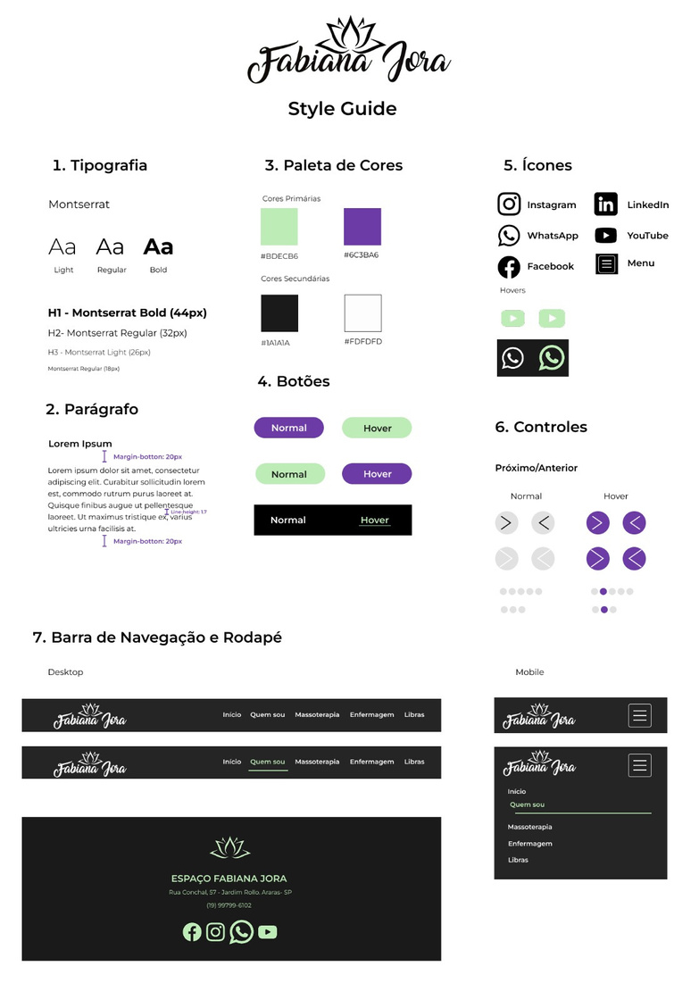 Fabiana Jora
Style Guide
1. Tipografia
Montserrat
Aa Aa Aa
Light Regular Bold
H1 - Montserrat Bold (44px)
H2- Montserrat Regular (32px)
H3 - Montserrat Light (26px)
Montserrat Regular (18px)
2. Parágrafo
Lorem Ipsum
Margin-botton: 20px
Lorem ipsum dolor sit amet, consectetur
adipiscing elit. Curabitur sollicitudin lorem
est, commodo rutrum purus laoreet at.
Quisque finibus augue ut pellentesque
laoreet. Ut maximus tristique ex, varius
Line-height: 1.7
ultricies urna facilisis at.
Margin-botton: 20px
3. Paleta de Cores
Cores Primárias
#BDECB6 #6C3BA6
Cores Secundárias
#1A1A1A #FDFDFD
4. Botões
Normal Hover
Normal Hover
Normal Hover
5. Ícones
Instagram LinkedIn
WhatsApp YouTube
Facebook Menu
Hovers
6. Controles
Próximo/Anterior
Normal Hover
7. Barra de Navegação e Rodapé
Desktop
Fabiana Jora Início Quem sou Massoterapia Enfermagem Libras
Fabiana Jora Início Quem sou Massoterapia Enfermagem Libras
ESPAÇO FABIANA JORA
Rua Conchal, 57 - Jardim Rollo. Araras- SP
(19) 99799-6102
Mobile
Fabiana Jora
Fabiana Jora
Início
Quem sou
Massoterapia
Enfermagem
Libras